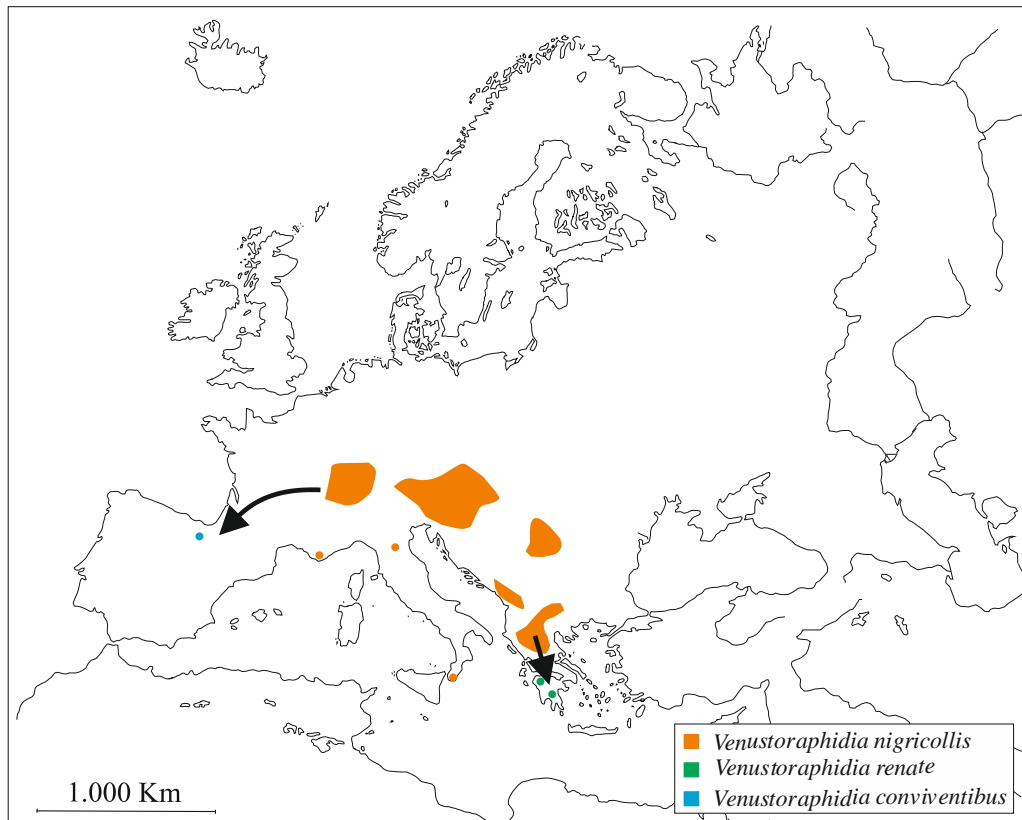 Venustoraphidia nigricollis
Venustoraphidia renate
Venustoraphidia conviventibus
1.000 Km